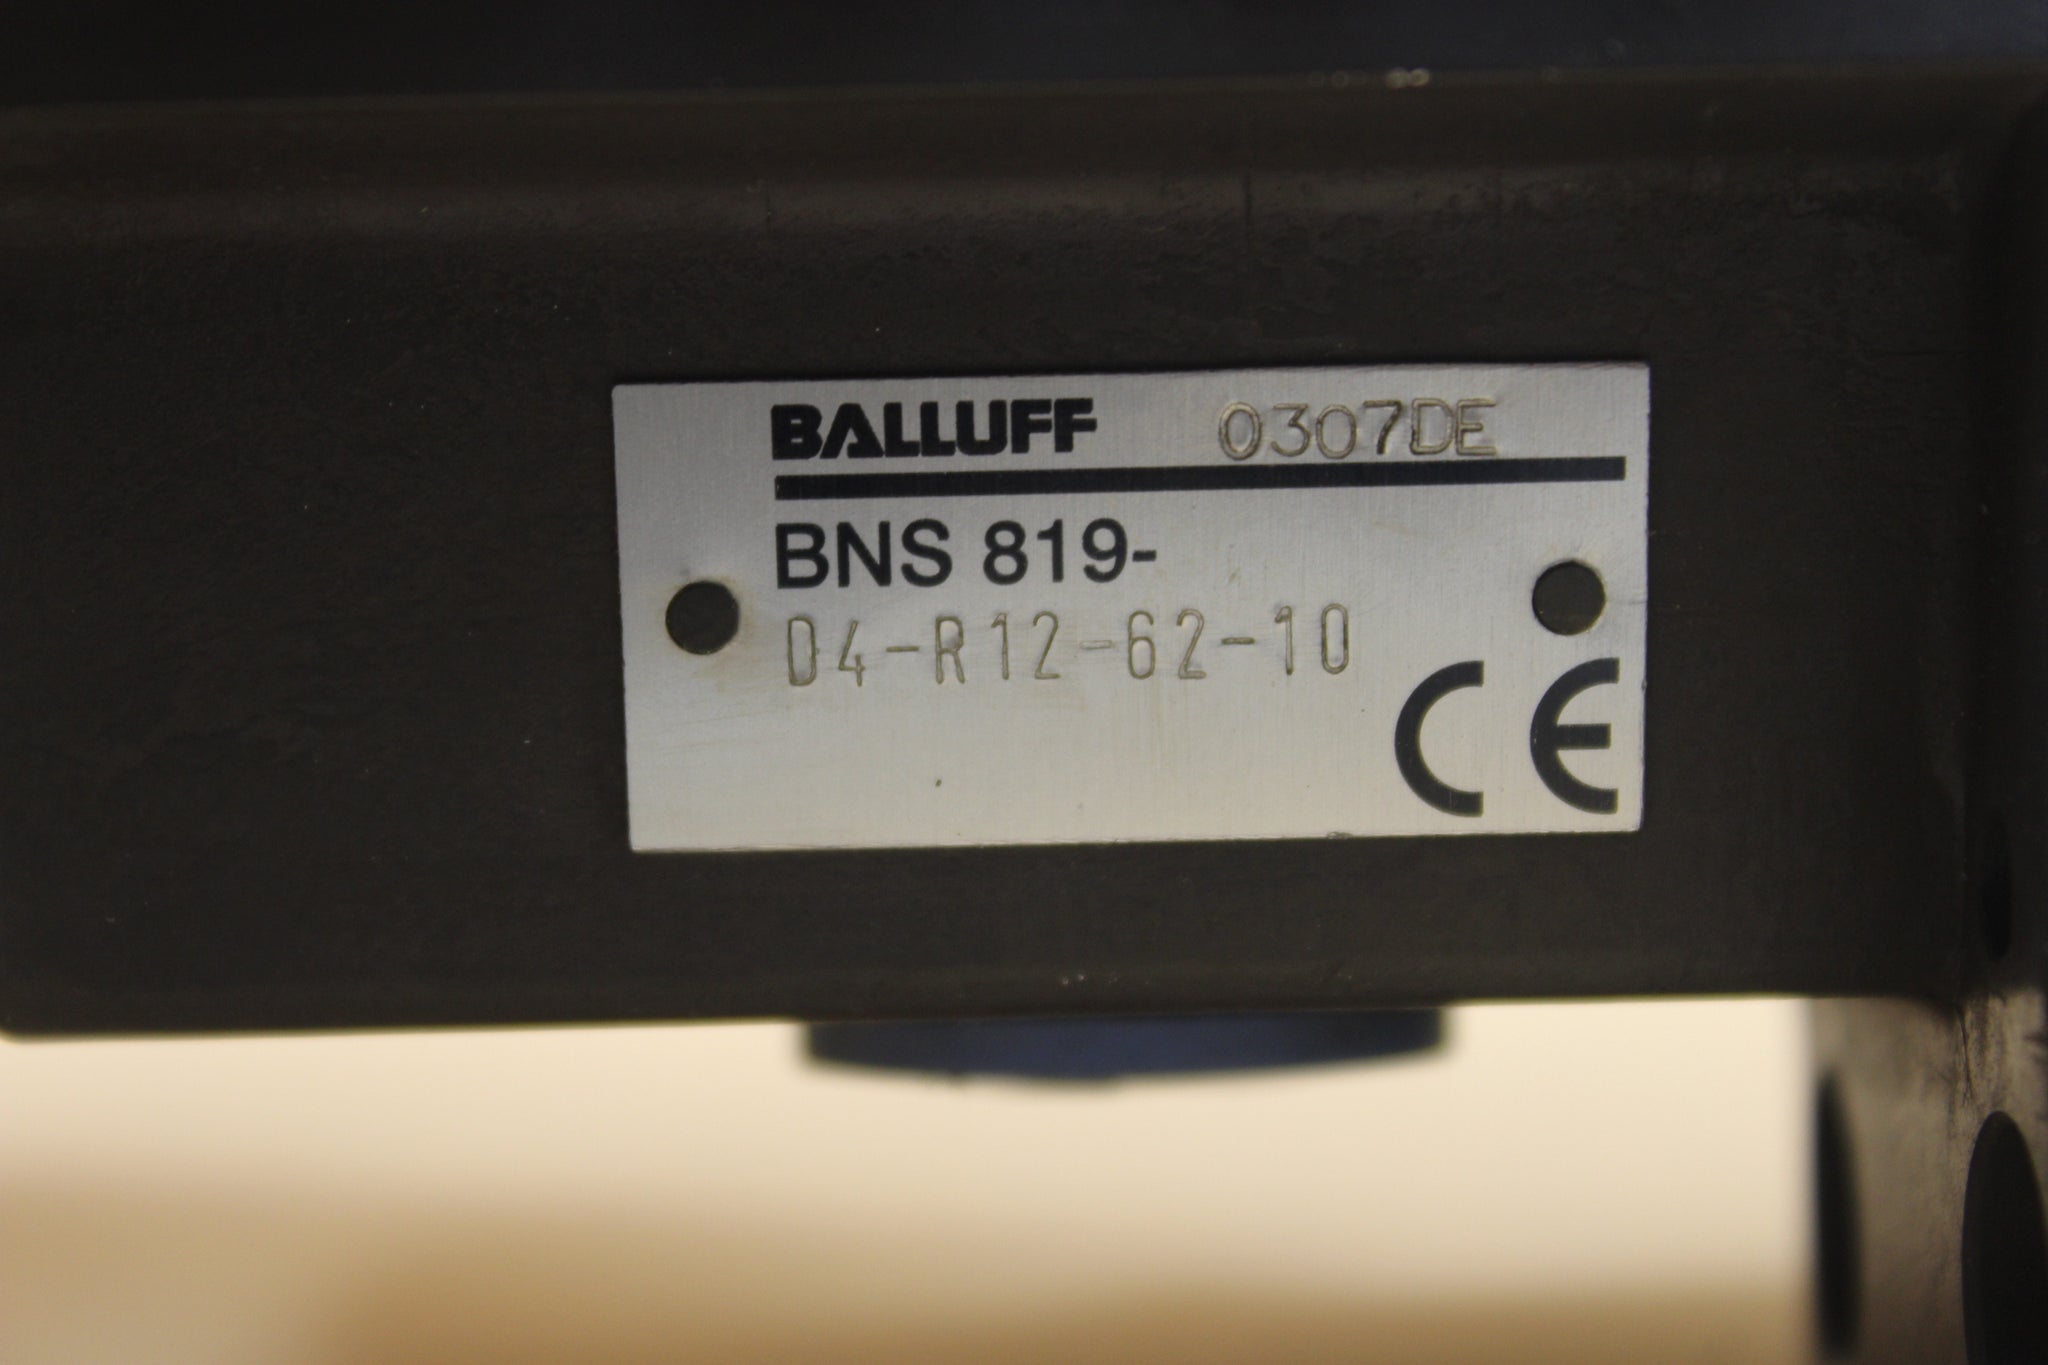 BALLUFF 0307DE
BNS 819-
D4-R12-62-10
CE